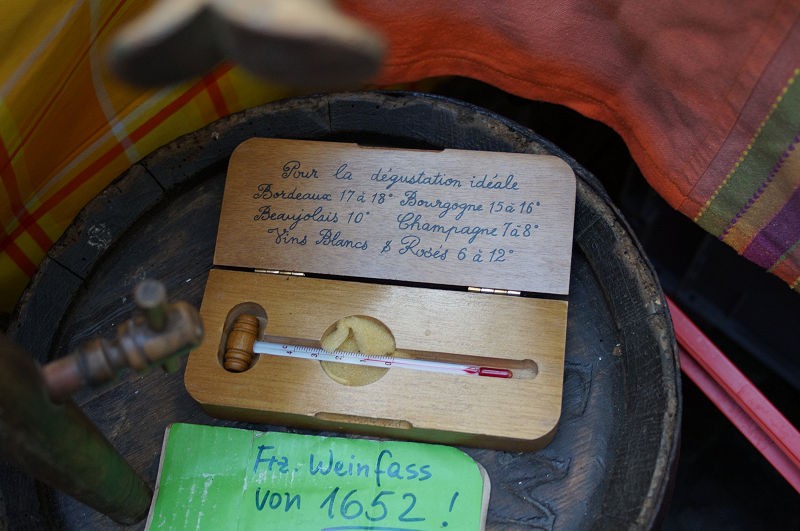 Pour la dégustation idéale
Bordeaux 17 à 18° Bourgogne 15 à 16°
Beaujolais 10° Champagne 7 à 8°
Vins Blancs & Rosés 6 à 12°
Frz. Weinfass
von 1652!